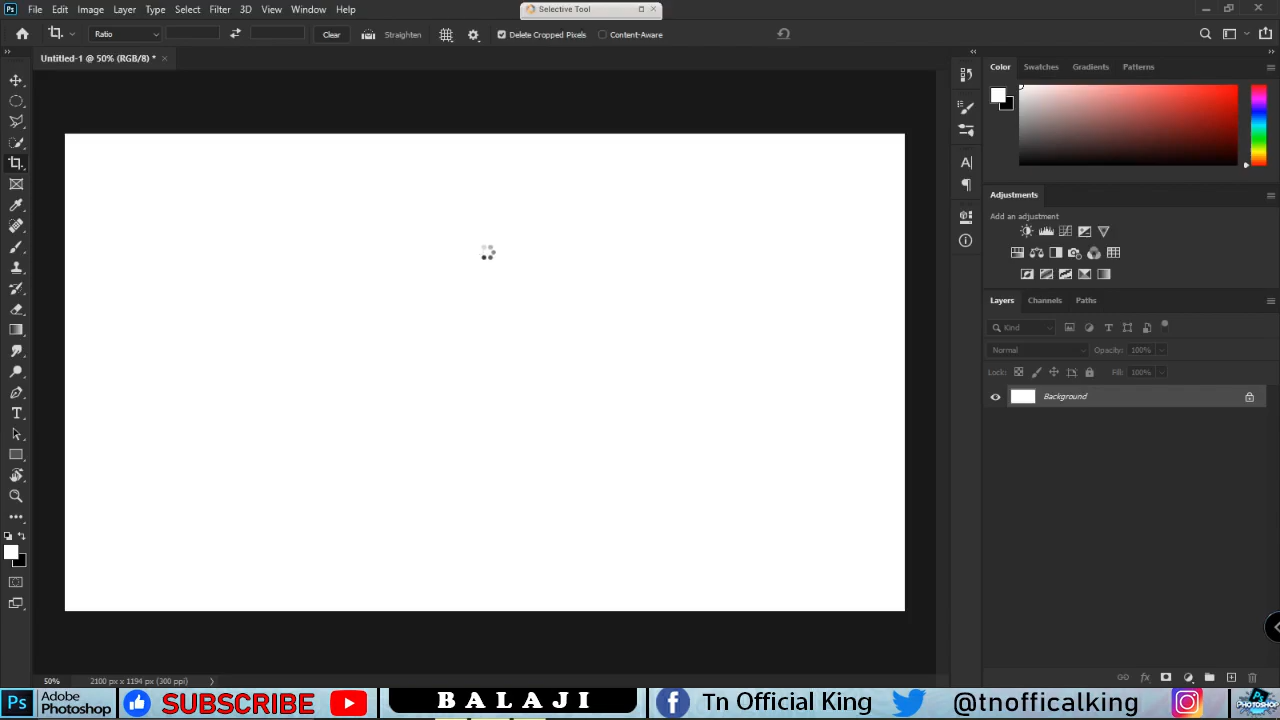 Ps File Edit Image Layer Type Select Filter 3D View Window Help
Selective Tool
Ratio Clear Straighten Delete Cropped Pixels Content-Aware
Untitled-1 @ 50% (RGB/8) *
Color Swatches Gradients Patterns
Adjustments
Add an adjustment
Layers Channels Paths
Kind
Normal Opacity: 100%
Lock: Fill: 100%
Background
50% 2100 px x 1194 px (300 ppi)
Ps Adobe Photoshop SUBSCRIBE BALAJI Tn Official King @tnofficalking